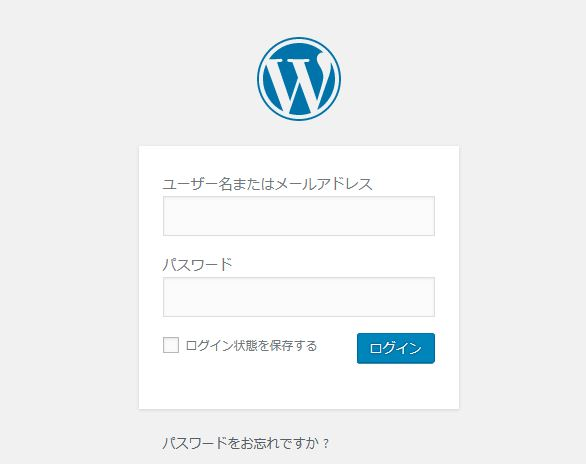 ユーザー名またはメールアドレス
パスワード
ログイン状態を保存する
ログイン
パスワードをお忘れですか ?